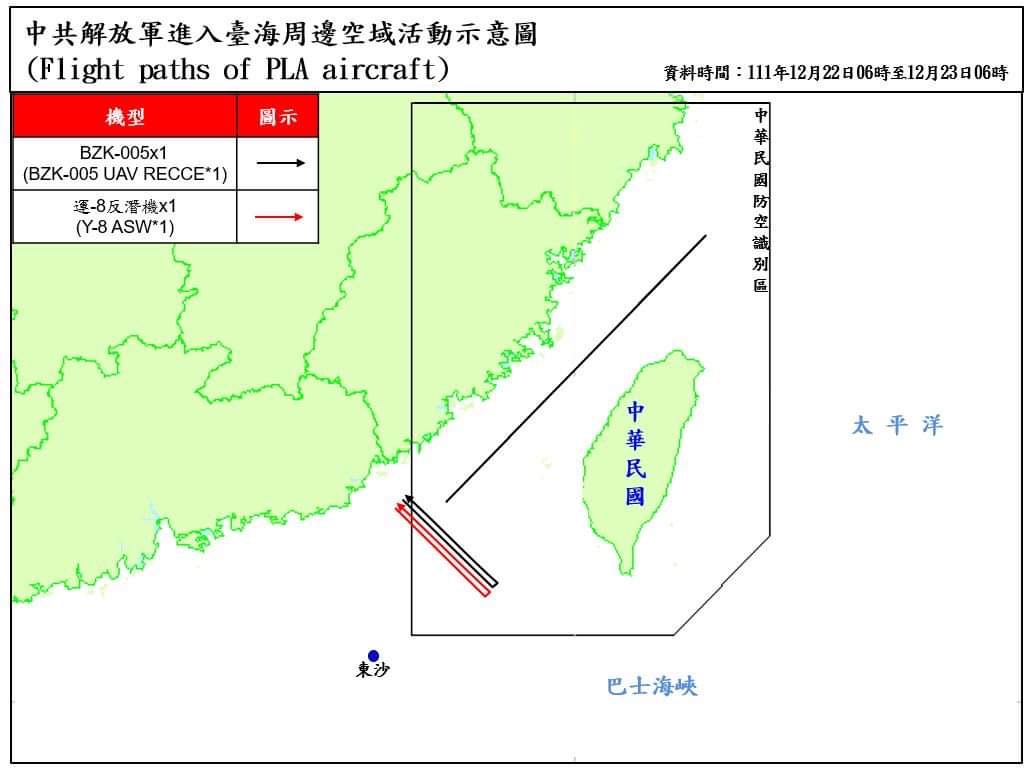 中共解放軍進入臺海周邊空域活動示意圖
(Flight paths of PLA aircraft)
資料時間：111年12月22日06時至12月23日06時
機型
圖示
BZK-005x1
(BZK-005 UAV RECCE*1)
運-8反潛機x1
(Y-8 ASW*1)
中華民國防空識別區
中華民國
太平洋
東沙
巴士海峽